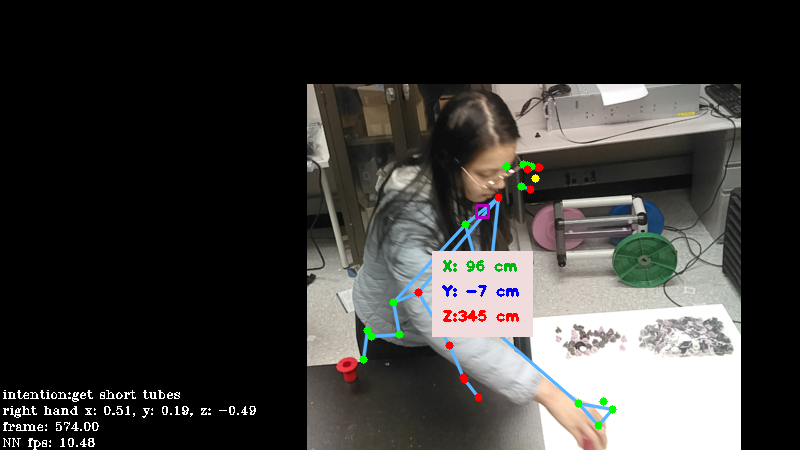 X: 96 cm
Y: -7 cm
Z:345 cm
intention:get short tubes
right hand x: 0.51, y: 0.19, z: -0.49
frame: 574.00
NN fps: 10.48